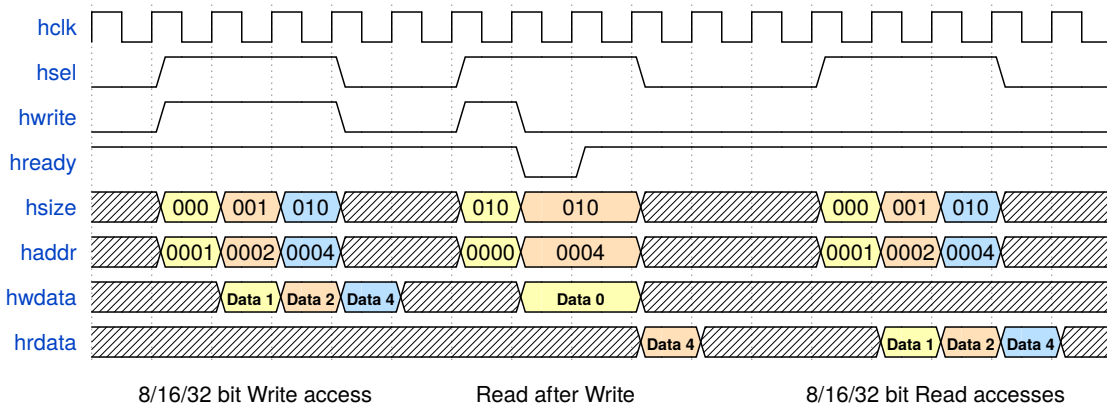 hclk
hsel
hwrite
hready
hsize 000 001 010 010 010 000 001 010
haddr 0001 0002 0004 0000 0004 0001 0002 0004
hwdata Data 1 Data 2 Data 4 Data 0
hrdata Data 4 Data 1 Data 2 Data 4
8/16/32 bit Write access Read after Write 8/16/32 bit Read accesses